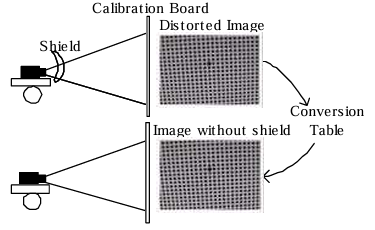 Calibration Board
Distorted Image
Shield
Conversion
Table
Image without shield